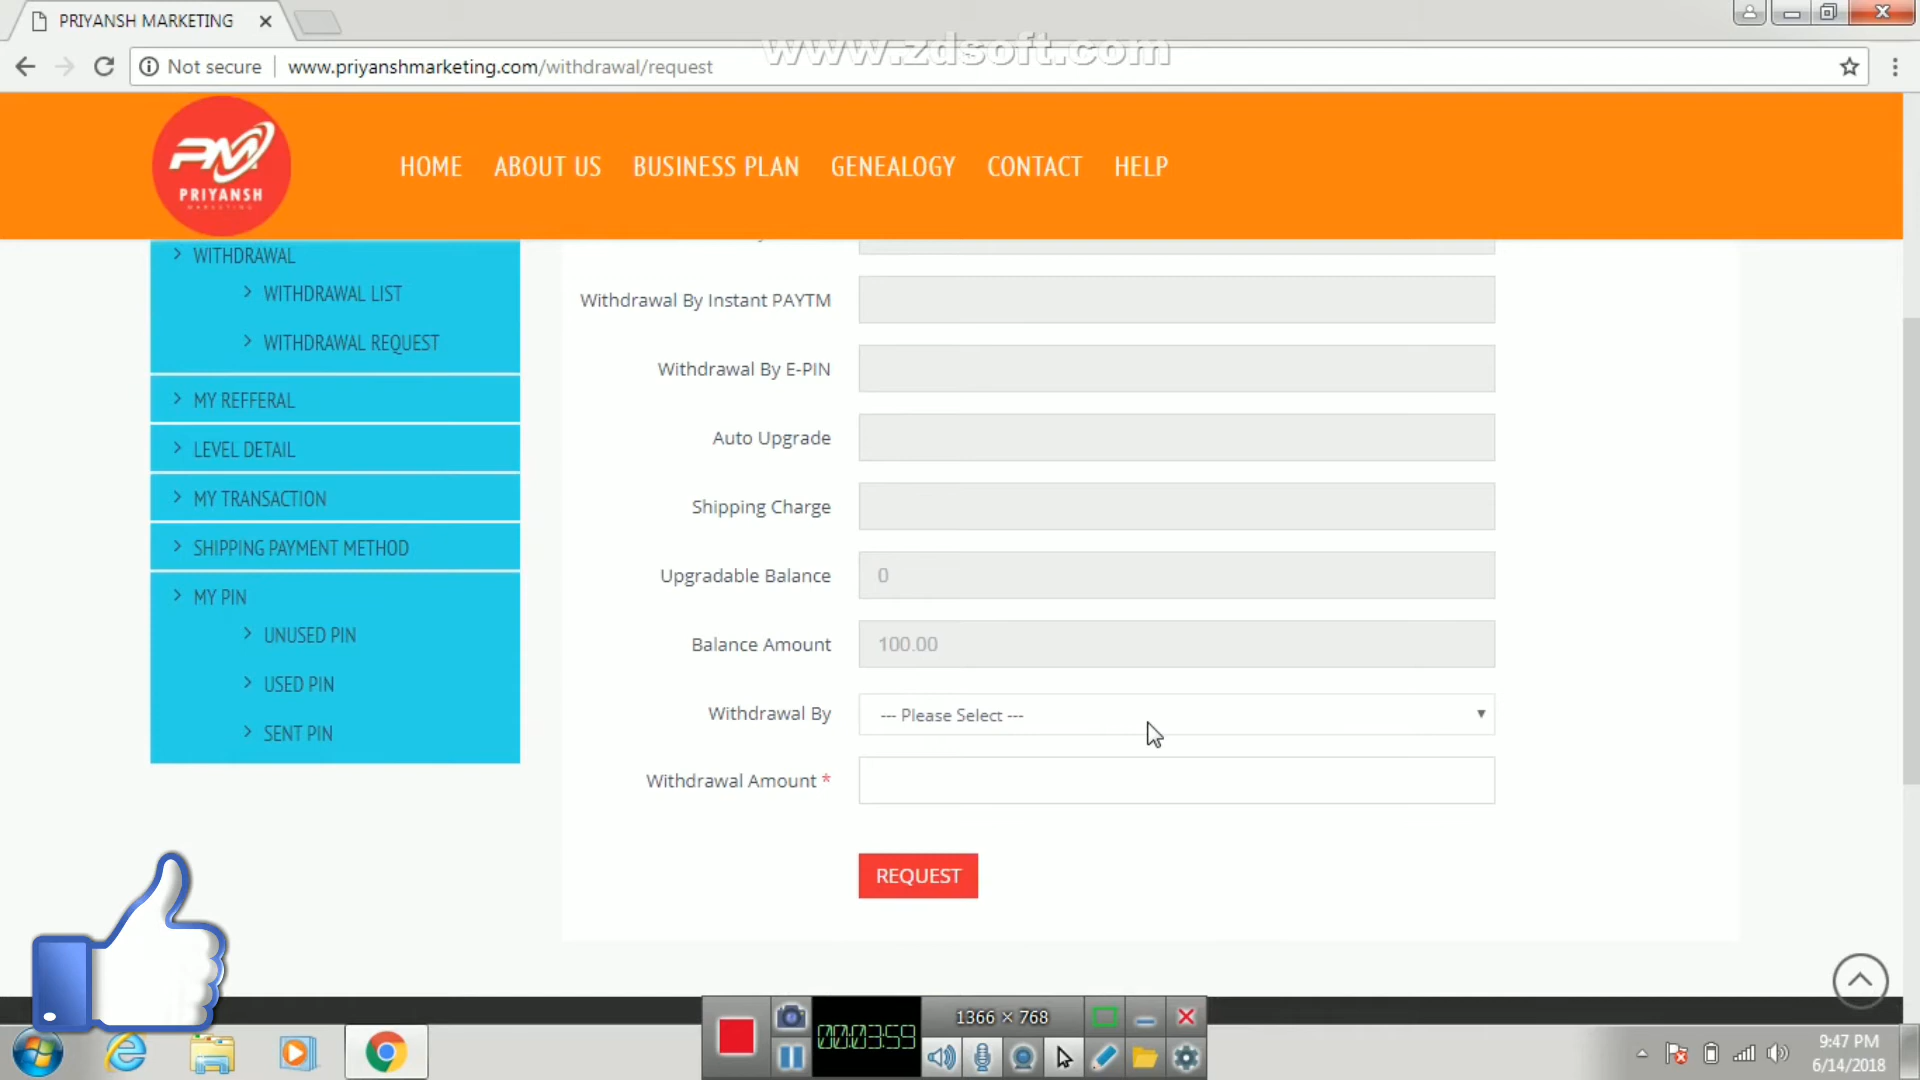 PRIYANSH MARKETING
www.zdsoft.com
Not secure
www.priyanshmarketing.com/withdrawal/request
PM
PRIYANSH
MARKETING
HOME
ABOUT US
BUSINESS PLAN
GENEALOGY
CONTACT
HELP
WITHDRAWAL
WITHDRAWAL LIST
WITHDRAWAL REQUEST
MY REFFERAL
LEVEL DETAIL
MY TRANSACTION
SHIPPING PAYMENT METHOD
MY PIN
UNUSED PIN
USED PIN
SENT PIN
Withdrawal By Instant PAYTM
Withdrawal By E-PIN
Auto Upgrade
Shipping Charge
Upgradable Balance
0
Balance Amount
100.00
Withdrawal By
--- Please Select ---
Withdrawal Amount *
REQUEST
00:03:59
1366 × 768
9:47 PM
6/14/2018